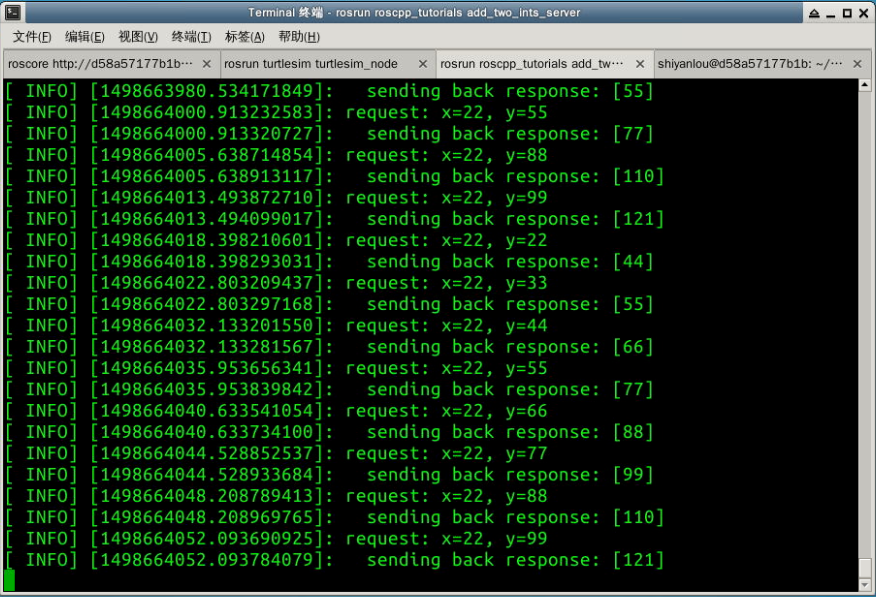 Terminal 终端 - rosrun roscpp_tutorials add_two_ints_server
文件(F) 编辑(E) 视图(V) 终端(T) 标签(A) 帮助(H)
roscore http://d58a57177b1b··· × rosrun turtlesim turtlesim_node × rosrun roscpp_tutorials add_tw··· × shiyanlou@d58a57177b1b: ~/··· ×
[ INFO] [1498663980.534171849]:   sending back response: [55]
[ INFO] [1498664000.913232583]: request: x=22, y=55
[ INFO] [1498664000.913320727]:   sending back response: [77]
[ INFO] [1498664005.638714854]: request: x=22, y=88
[ INFO] [1498664005.638913117]:   sending back response: [110]
[ INFO] [1498664013.493872710]: request: x=22, y=99
[ INFO] [1498664013.494099017]:   sending back response: [121]
[ INFO] [1498664018.398210601]: request: x=22, y=22
[ INFO] [1498664018.398293031]:   sending back response: [44]
[ INFO] [1498664022.803209437]: request: x=22, y=33
[ INFO] [1498664022.803297168]:   sending back response: [55]
[ INFO] [1498664032.133201550]: request: x=22, y=44
[ INFO] [1498664032.133281567]:   sending back response: [66]
[ INFO] [1498664035.953656341]: request: x=22, y=55
[ INFO] [1498664035.953839842]:   sending back response: [77]
[ INFO] [1498664040.633541054]: request: x=22, y=66
[ INFO] [1498664040.633734100]:   sending back response: [88]
[ INFO] [1498664044.528852537]: request: x=22, y=77
[ INFO] [1498664044.528933684]:   sending back response: [99]
[ INFO] [1498664048.208789413]: request: x=22, y=88
[ INFO] [1498664048.208969765]:   sending back response: [110]
[ INFO] [1498664052.093690925]: request: x=22, y=99
[ INFO] [1498664052.093784079]:   sending back response: [121]